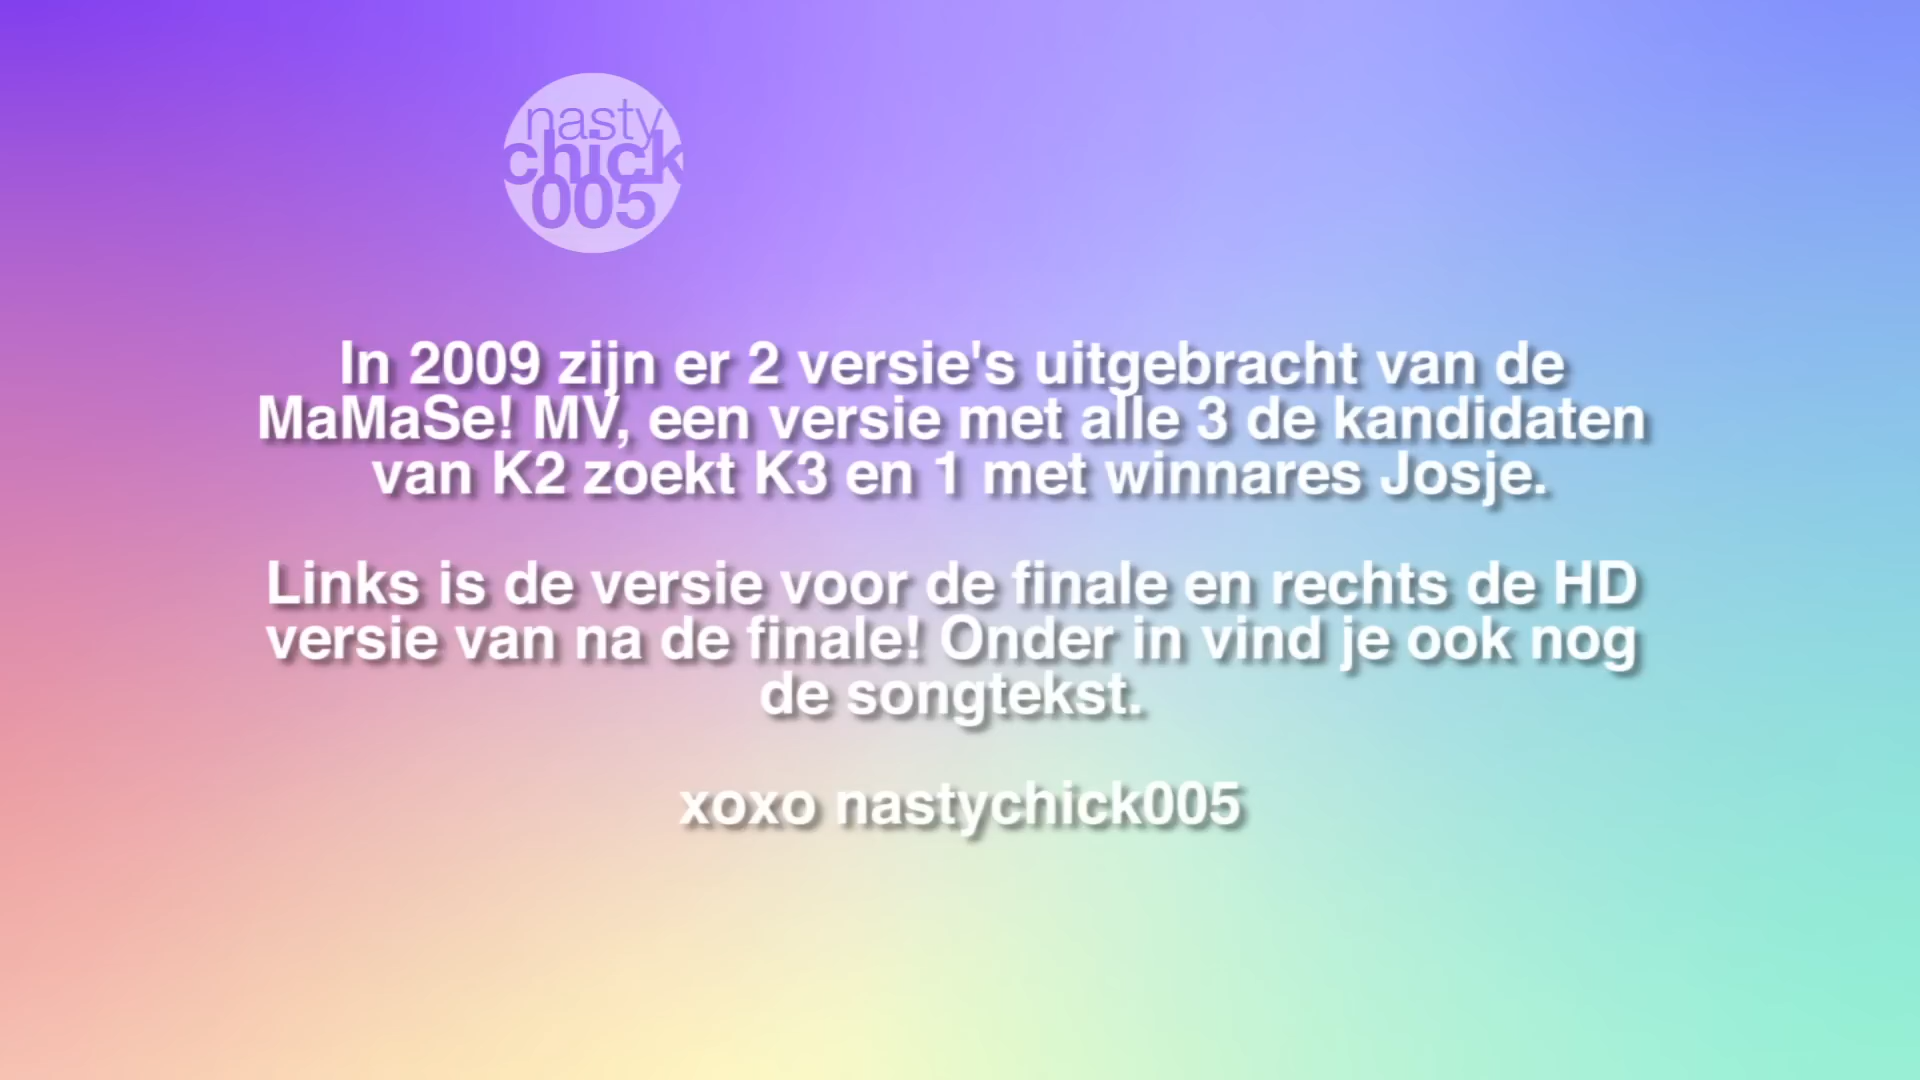 nasty
chick
005
In 2009 zijn er 2 versie's uitgebracht van de
MaMaSe! MV, een versie met alle 3 de kandidaten
van K2 zoekt K3 en 1 met winnares Josje.
Links is de versie voor de finale en rechts de HD
versie van na de finale! Onder in vind je ook nog
de songtekst.
xoxo nastychick005